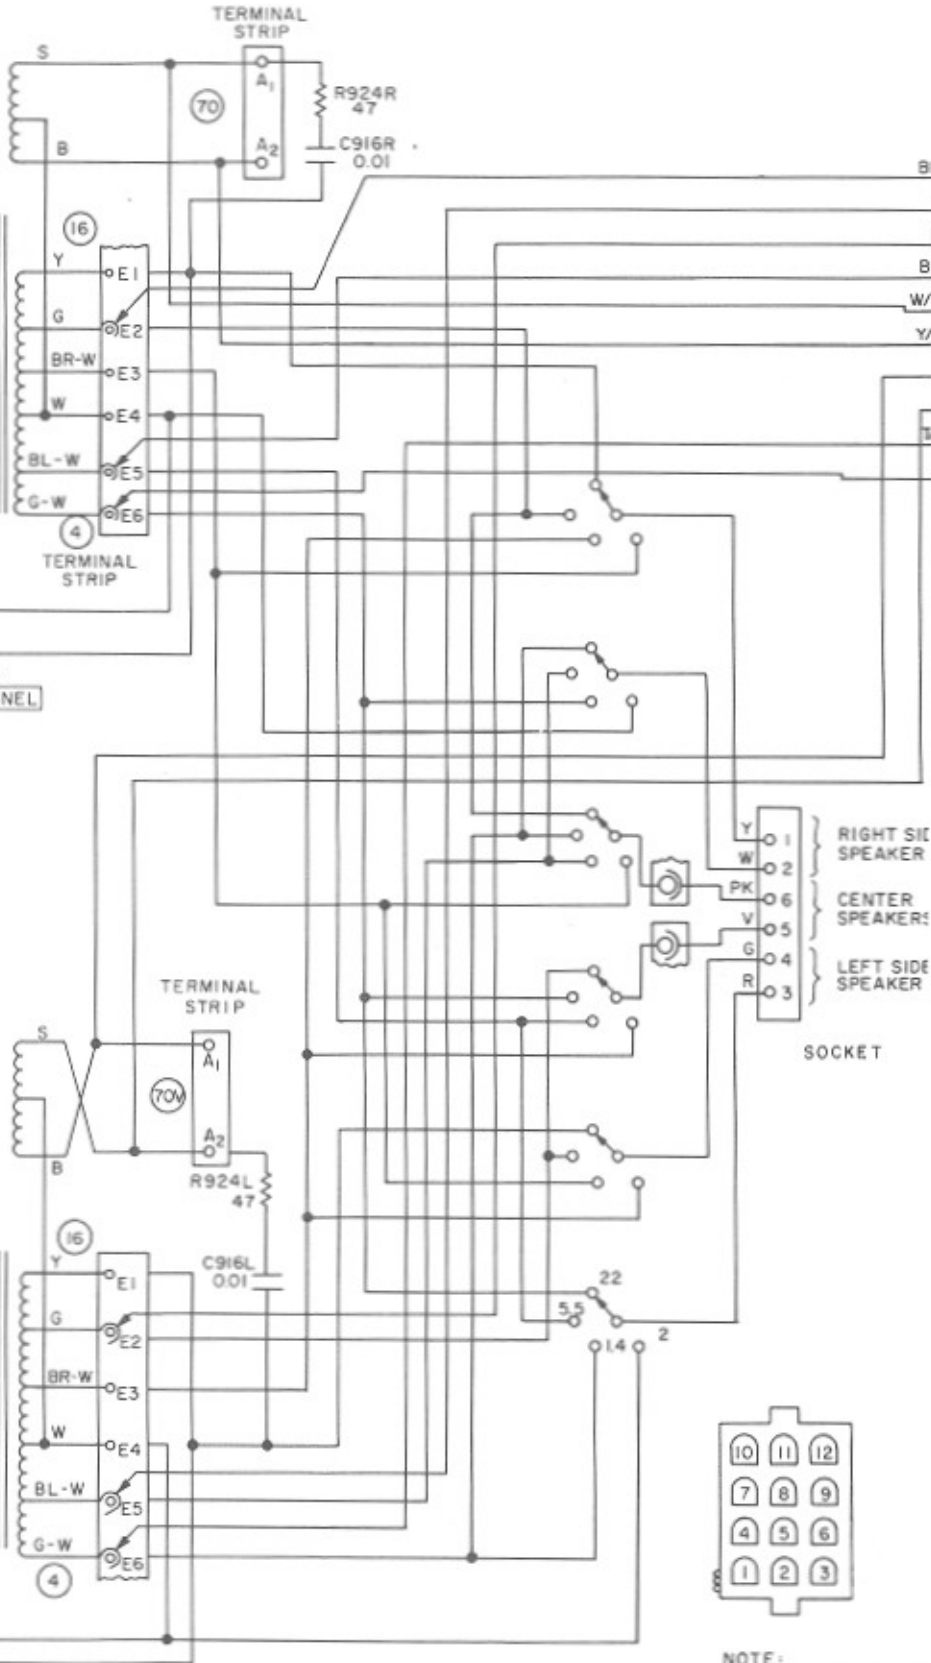 TERMINAL
STRIP
S
A1
70
R924R
47
B
A2
C916R
0.01
B
16
Y
E1
B
W/
G
E2
Y/
BR-W
E3
W
E4
BL-W
E5
G-W
E6
4
TERMINAL
STRIP
NEL
Y
1
RIGHT SID
SPEAKER
W
2
PK
6
CENTER
SPEAKERS
V
5
G
4
LEFT SIDE
SPEAKER
R
3
SOCKET
TERMINAL
STRIP
S
A1
70V
A2
B
R924L
47
16
C916L
0.01
Y
E1
22
5.5
G
E2
1.4
2
BR-W
E3
W
E4
BL-W
E5
G-W
E6
4
10 11 12
7 8 9
4 5 6
1 2 3
NOTE: